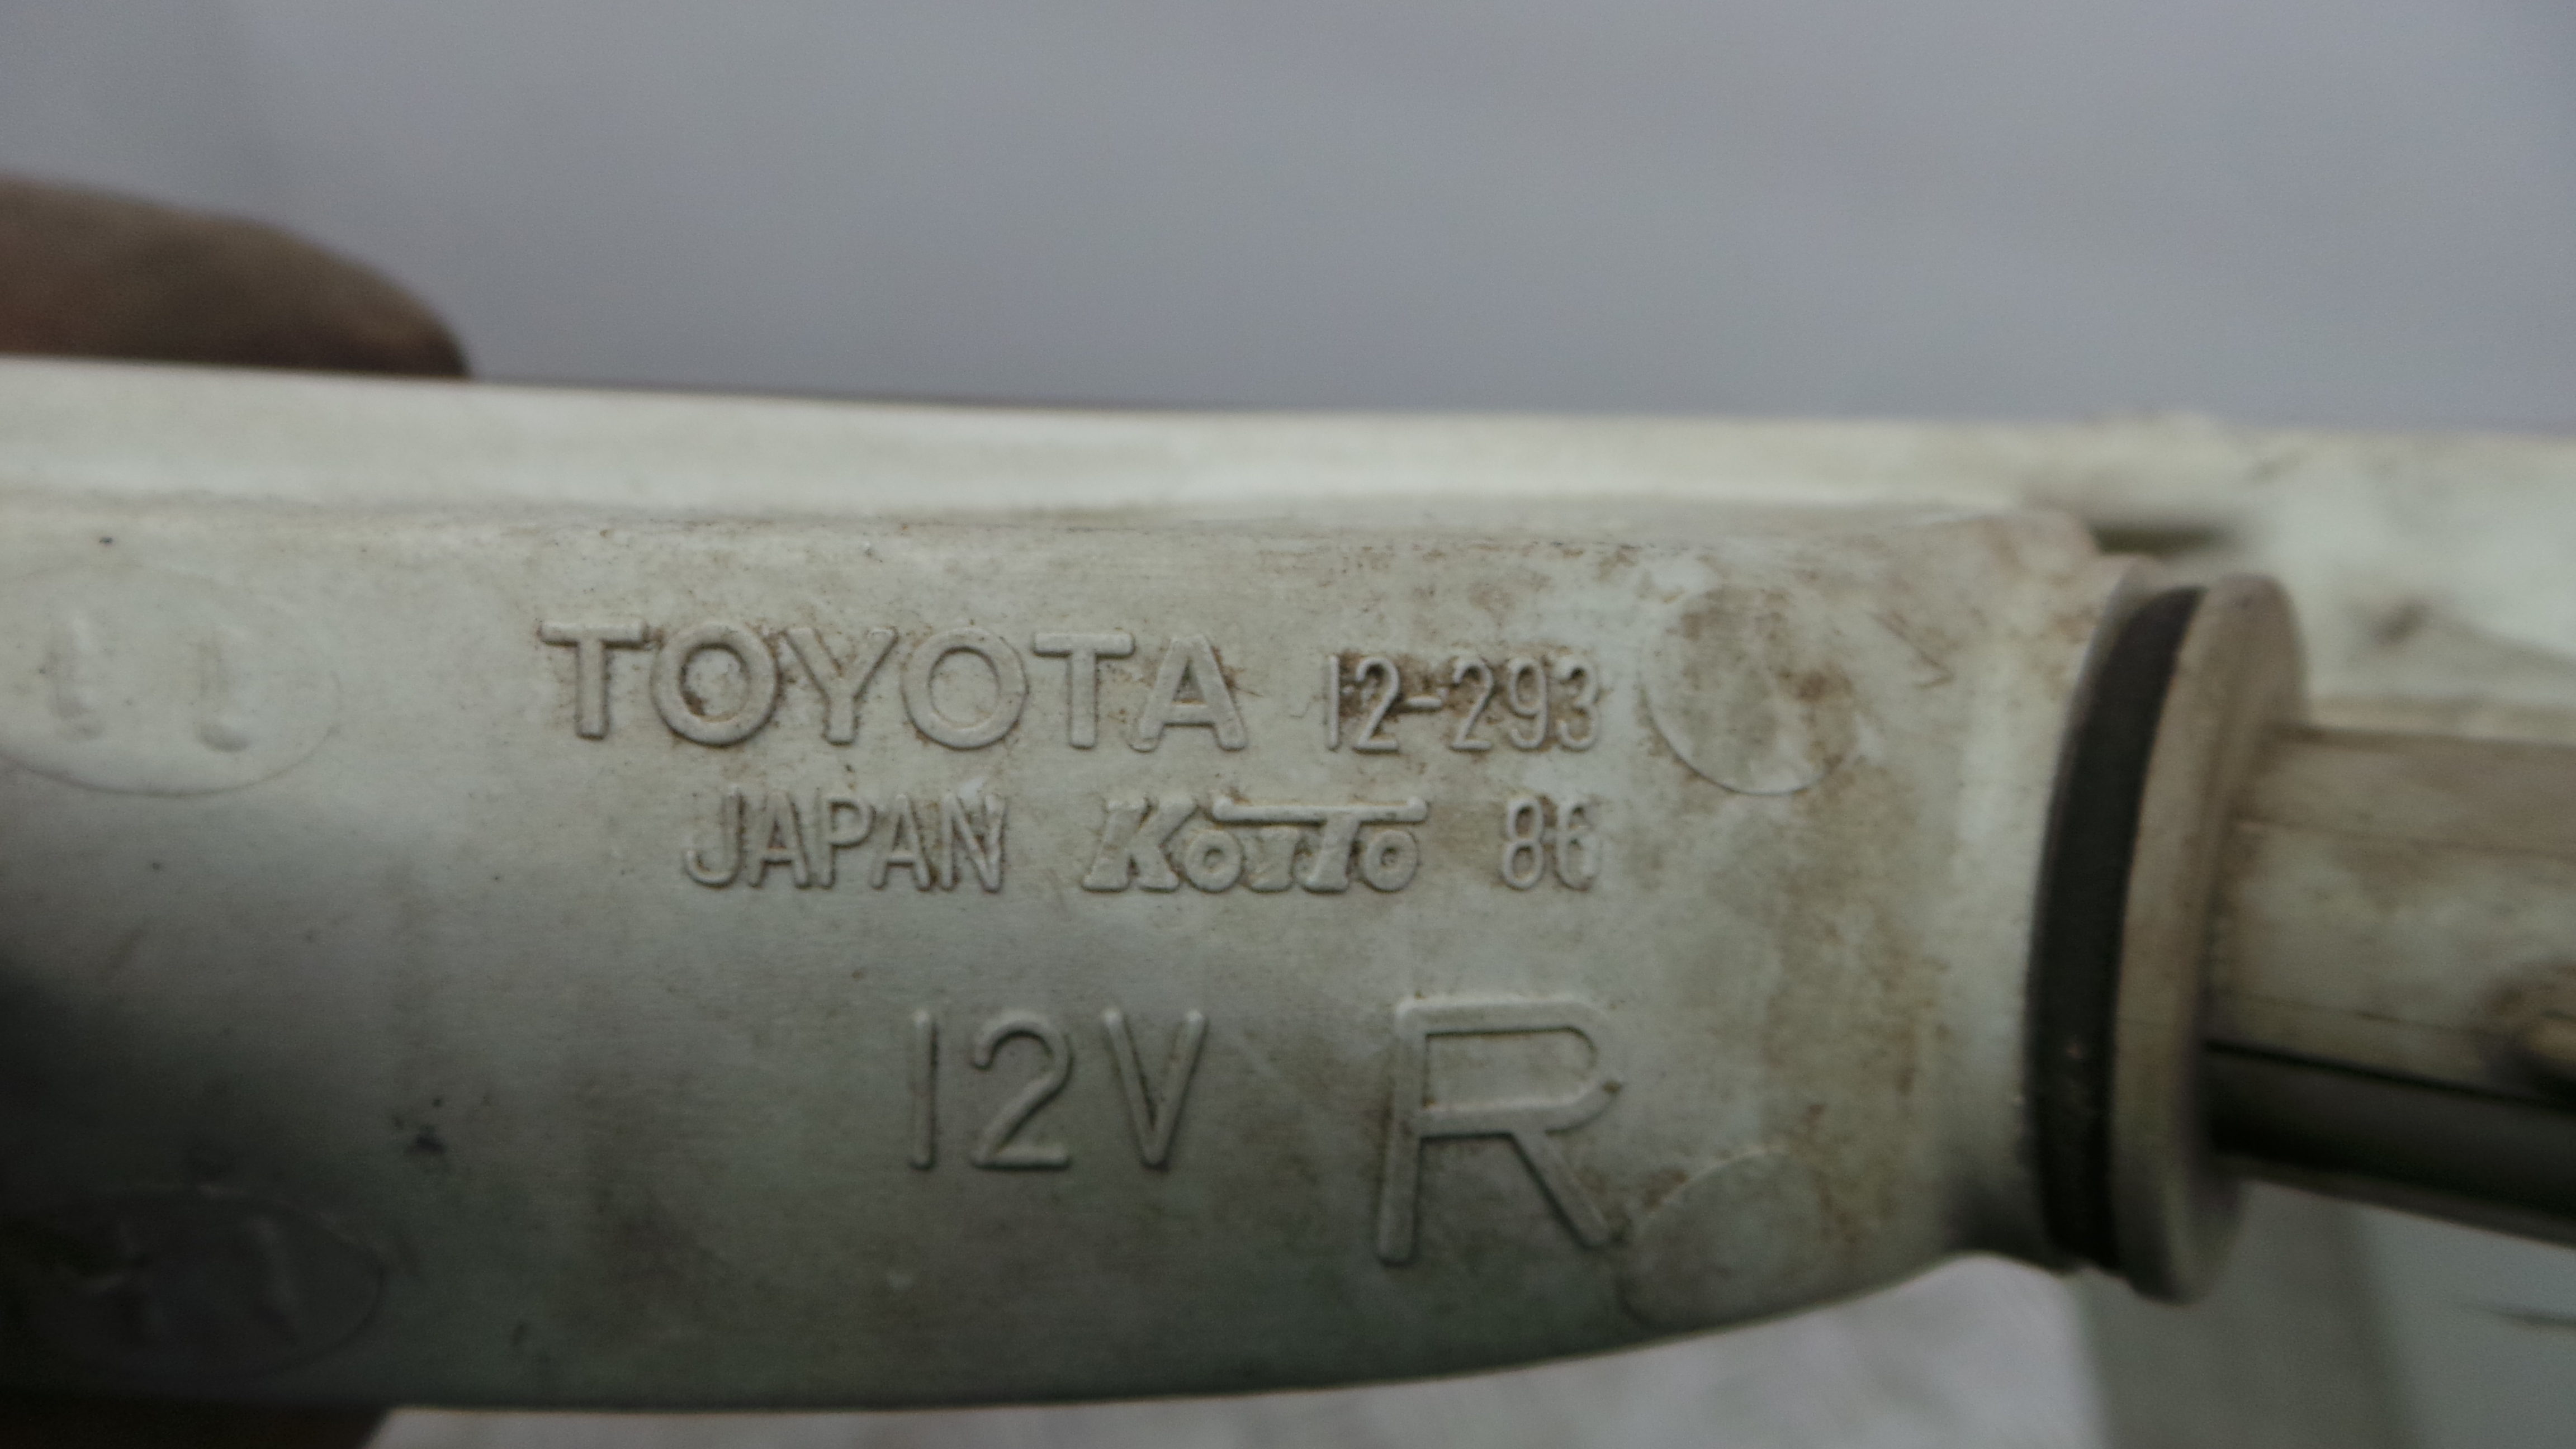 TOYOTA 12-293
JAPAN KOITO 86
12V R